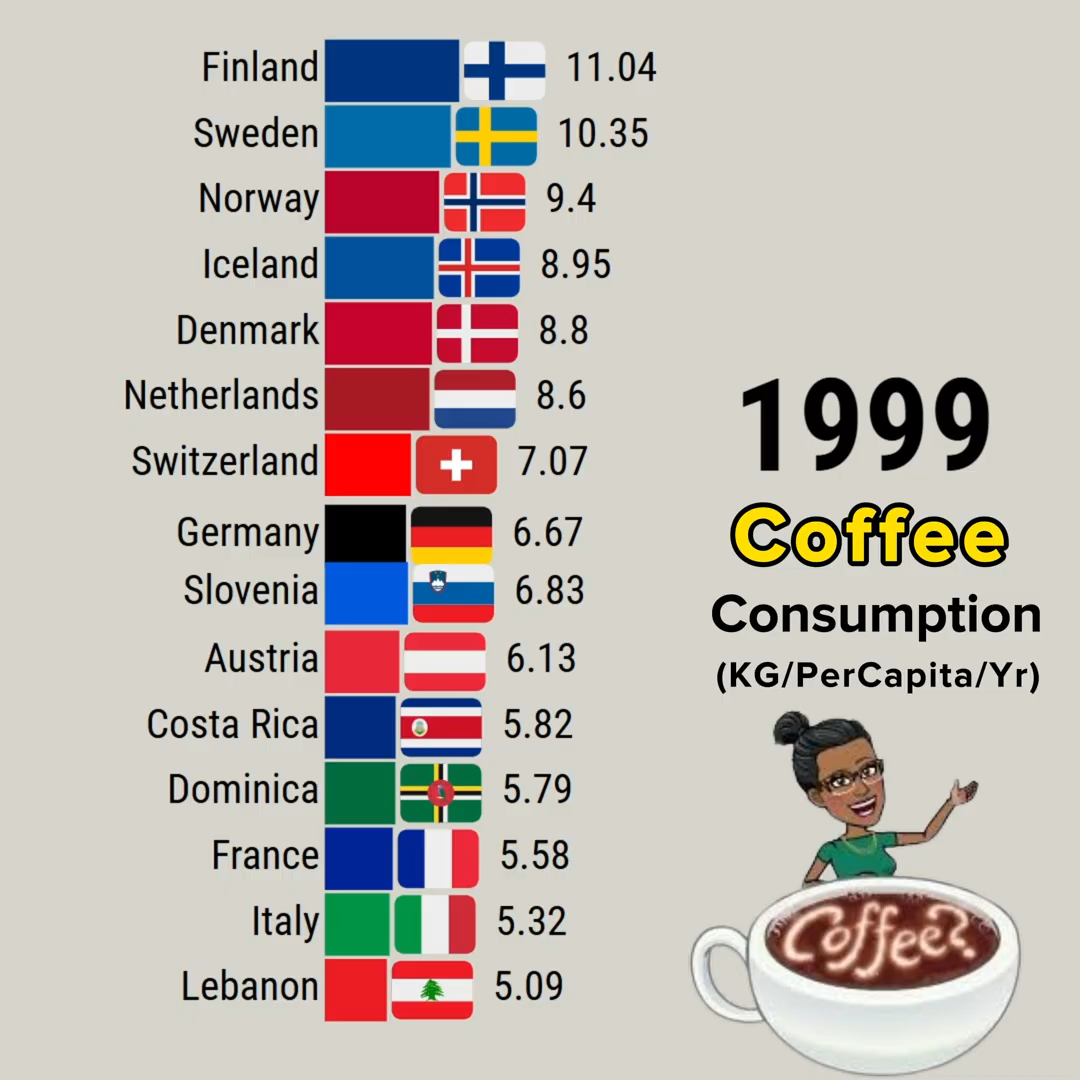 Finland 11.04
Sweden 10.35
Norway 9.4
Iceland 8.95
Denmark 8.8
Netherlands 8.6
Switzerland 7.07
Germany 6.67
Slovenia 6.83
Austria 6.13
Costa Rica 5.82
Dominica 5.79
France 5.58
Italy 5.32
Lebanon 5.09
1999
Coffee
Consumption
(KG/PerCapita/Yr)
Coffee?